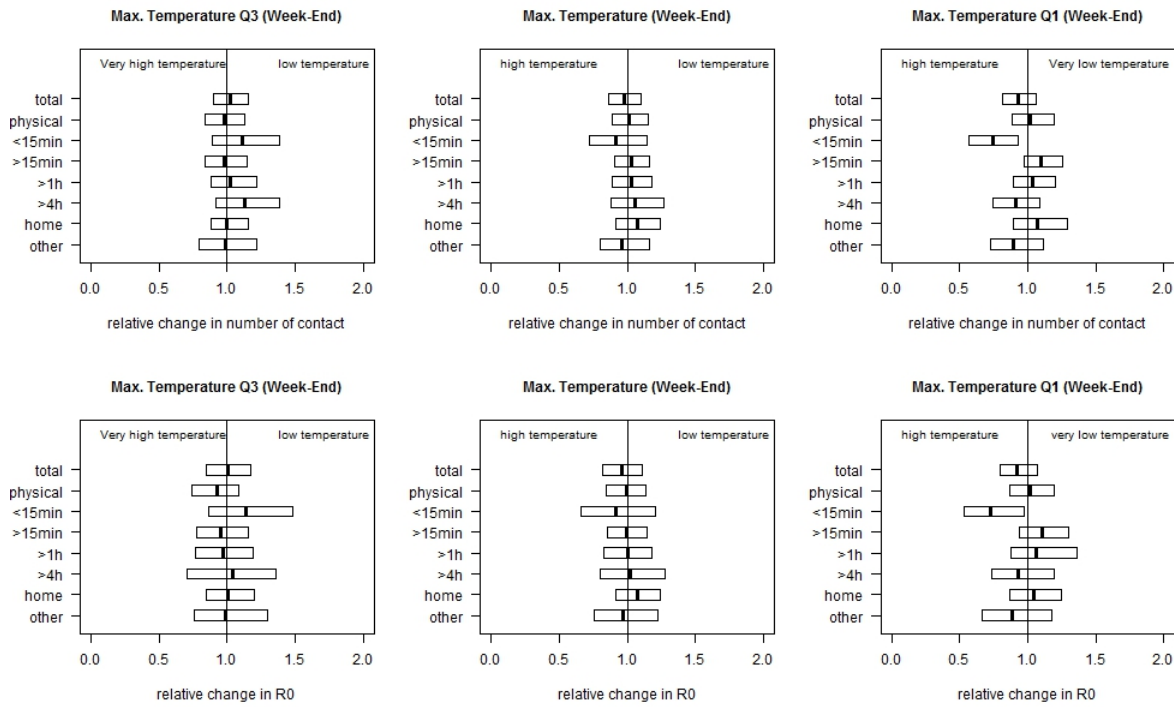 Max. Temperature Q3 (Week-End)
Very high temperature
low temperature
total
physical
<15min
>15min
>1h
>4h
home
other
0.0 0.5 1.0 1.5 2.0
relative change in number of contact
Max. Temperature (Week-End)
high temperature
low temperature
total
physical
<15min
>15min
>1h
>4h
home
other
0.0 0.5 1.0 1.5 2.0
relative change in number of contact
Max. Temperature Q1 (Week-End)
high temperature
Very low temperature
total
physical
<15min
>15min
>1h
>4h
home
other
0.0 0.5 1.0 1.5 2.0
relative change in number of contact
Max. Temperature Q3 (Week-End)
Very high temperature
low temperature
total
physical
<15min
>15min
>1h
>4h
home
other
0.0 0.5 1.0 1.5 2.0
relative change in R0
Max. Temperature (Week-End)
high temperature
low temperature
total
physical
<15min
>15min
>1h
>4h
home
other
0.0 0.5 1.0 1.5 2.0
relative change in R0
Max. Temperature Q1 (Week-End)
high temperature
very low temperature
total
physical
<15min
>15min
>1h
>4h
home
other
0.0 0.5 1.0 1.5 2.0
relative change in R0